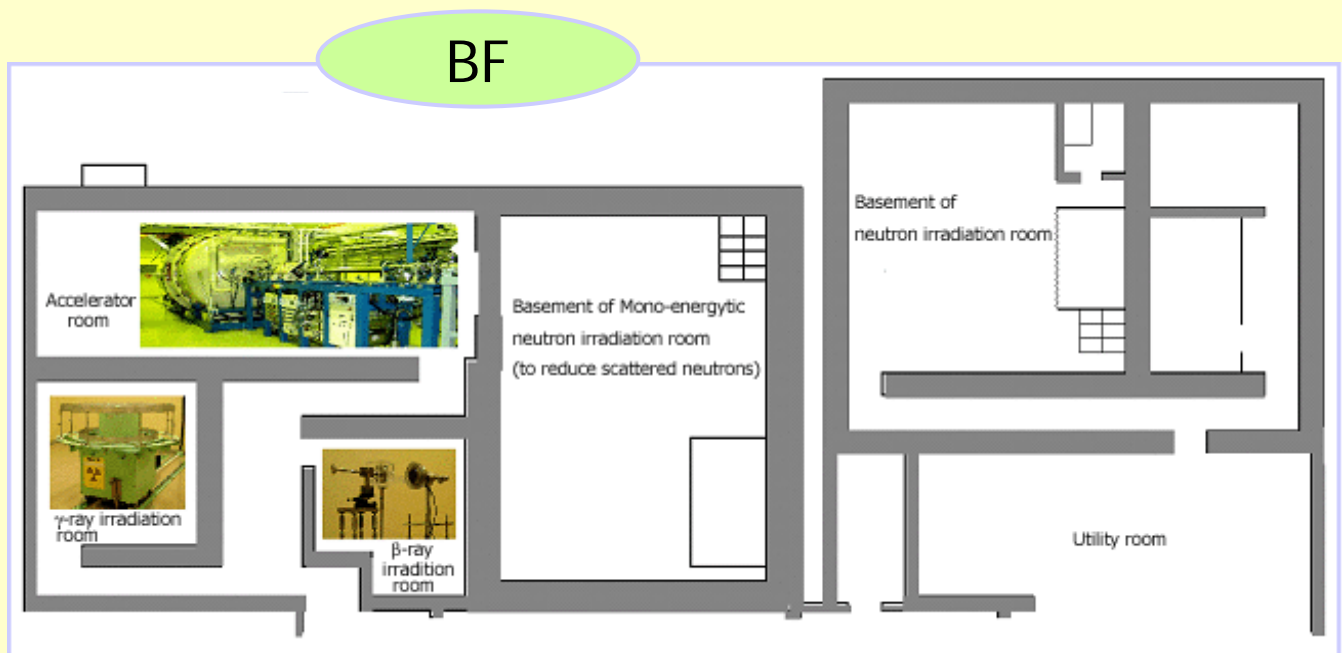 BF
Accelerator
room
Basement of Mono-energytic
neutron irradiation room
(to reduce scattered neutrons)
Basement of
neutron irradiation room
γ-ray irradiation
room
β-ray
irradition
room
Utility room